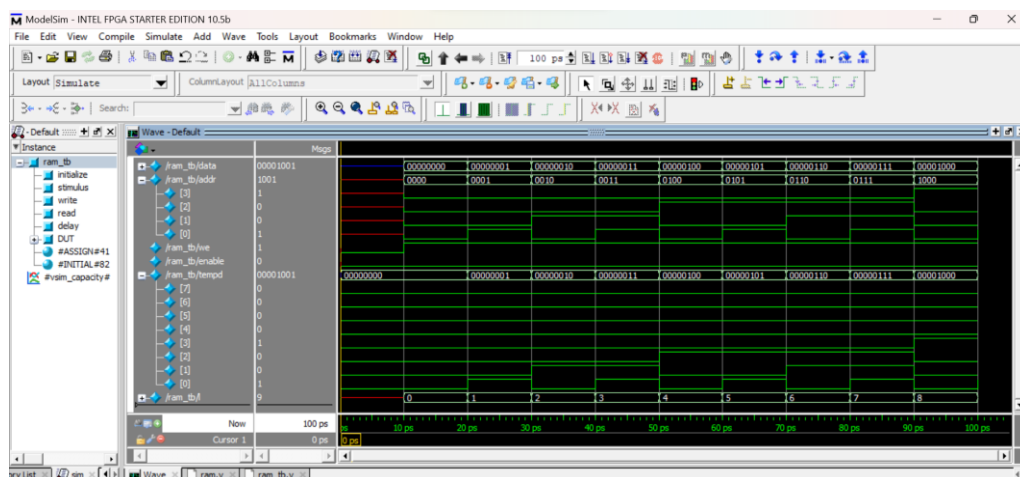 ModelSim - INTEL FPGA STARTER EDITION 10.5b
File Edit View Compile Simulate Add Wave Tools Layout Bookmarks Window Help
100 ps
Layout Simulate
ColumnLayout AllColumns
Search:
- Default
Wave - Default
Instance
Msgs
ram_tb
initialize
stimulus
write
read
delay
DUT
#ASSIGN#41
#INITIAL#82
#vsim_capacity#
/ram_tb/data 00001001 00000000 00000001 00000010 00000011 00000100 00000101 00000110 00000111 00001000
/ram_tb/addr 1001 0000 0001 0010 0011 0100 0101 0110 0111 1000
[3] 1
[2] 0
[1] 0
[0] 1
/ram_tb/we 1
/ram_tb/enable 0
/ram_tb/tempd 00001001 00000000 00000001 00000010 00000011 00000100 00000101 00000110 00000111 00001000
[7] 0
[6] 0
[5] 0
[4] 0
[3] 1
[2] 0
[1] 0
[0] 1
/ram_tb/l 9 0 1 2 3 4 5 6 7 8
Now 100 ps
ps 10 ps 20 ps 30 ps 40 ps 50 ps 60 ps 70 ps 80 ps 90 ps 100 ps
Cursor 1 0 ps 0 ps
sim Wave ram.v ram_tb.v